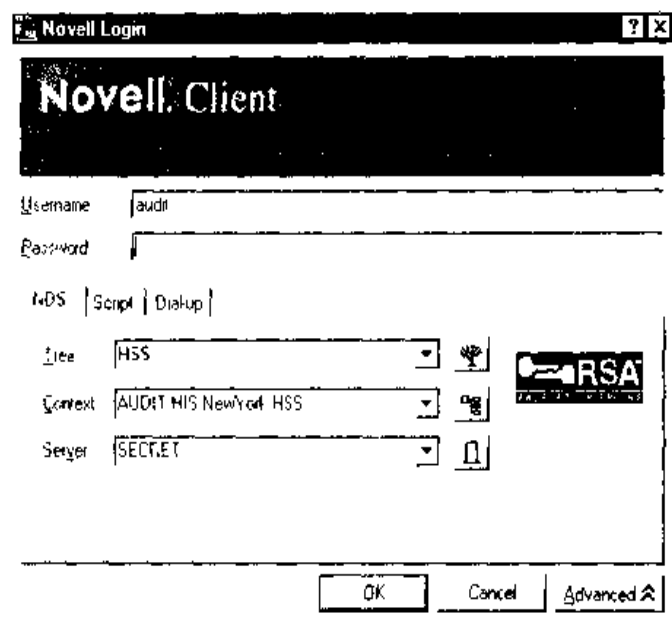 Novell Login
Novell. Client
Username audit
Password
NDS Script Dialup
Tree HSS
Context AUDIT HIS NewYork HSS
RSA
Server SECRET
OK Cancel Advanced